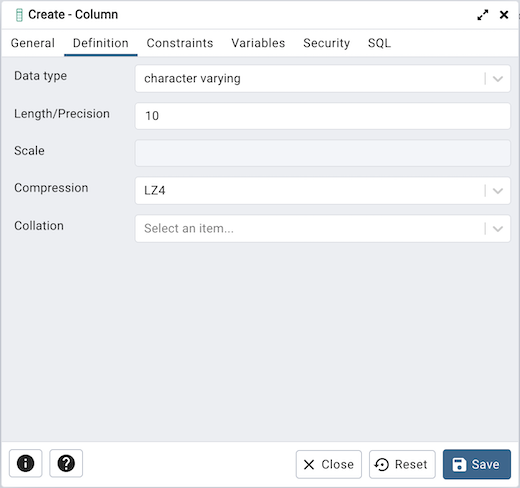 Create - Column
General Definition Constraints Variables Security SQL
Data type character varying
Length/Precision 10
Scale
Compression LZ4
Collation Select an item...
Close Reset Save